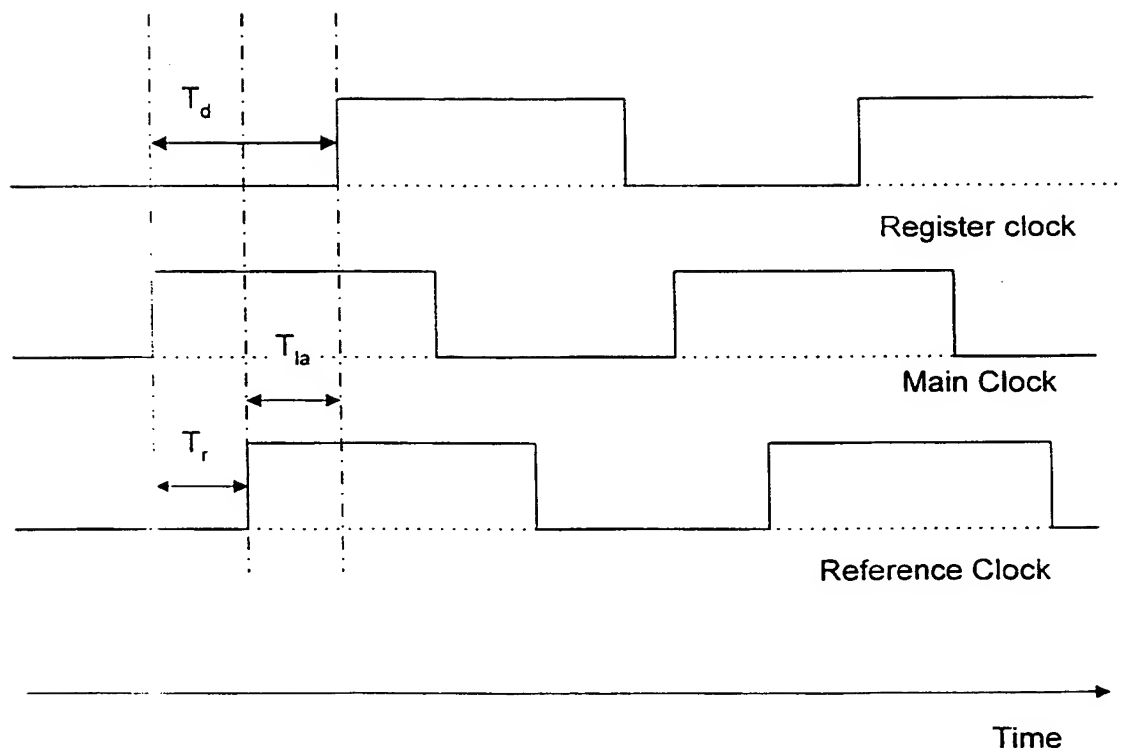 T_d
Register clock
T_la
Main Clock
T_r
Reference Clock
Time